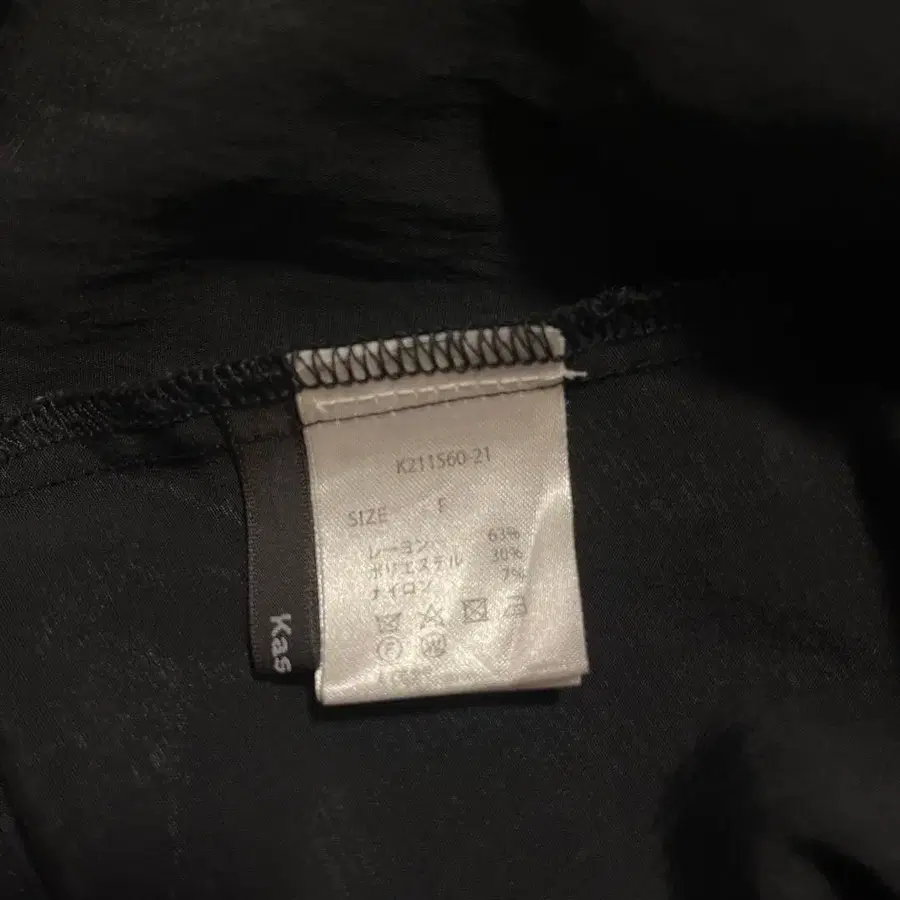 K211560-21
SIZE F
レーヨン 63%
ポリエステル 30%
ナイロン 7%
Kas